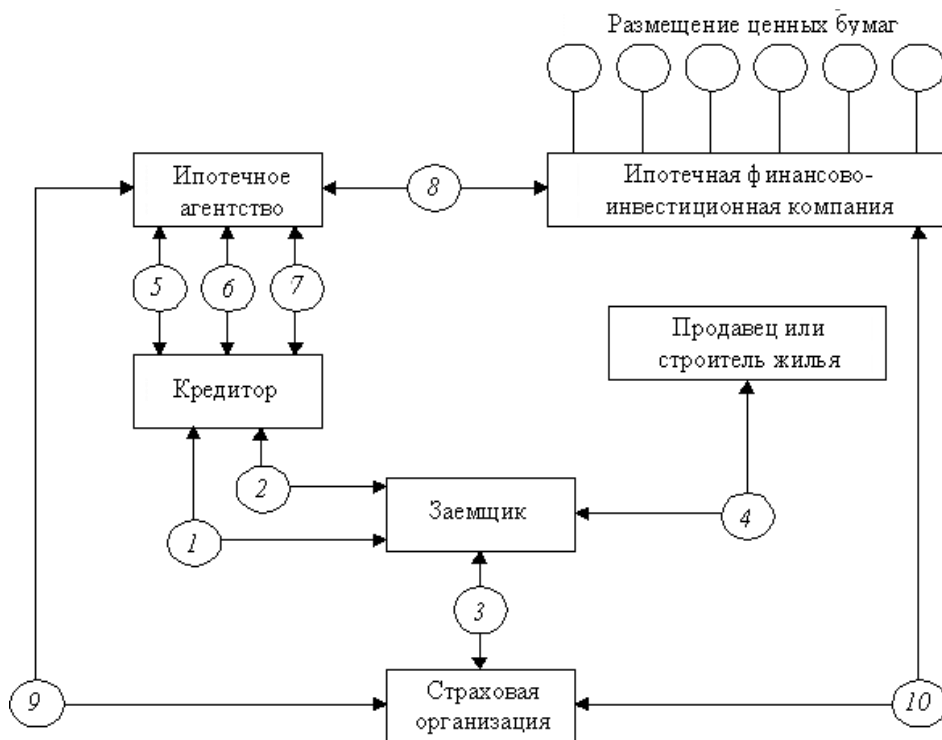 Размещение ценных бумаг
Ипотечное
агентство
8
Ипотечная финансово-
инвестиционная компания
5
6
7
Продавец или
строитель жилья
Кредитор
2
Заемщик
4
1
3
9
Страховая
организация
10